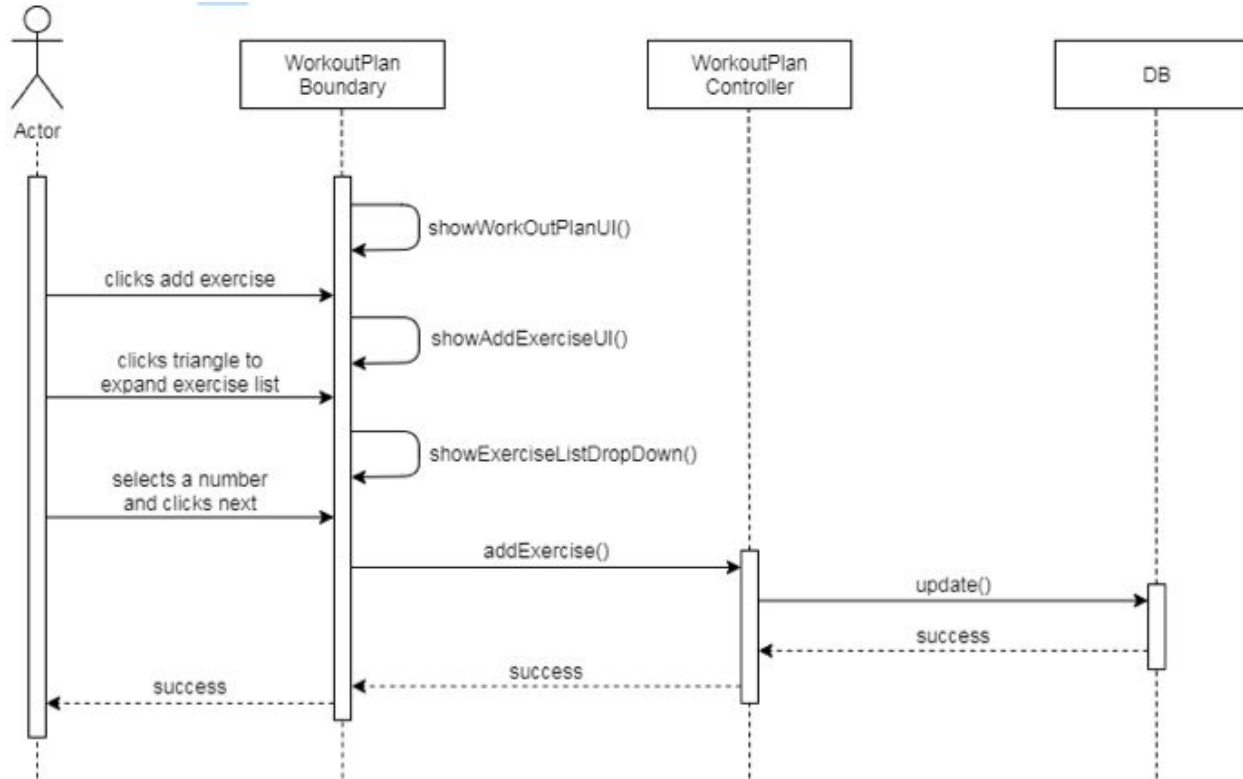 WorkoutPlan
Boundary
WorkoutPlan
Controller
DB
Actor
showWorkOutPlanUI()
clicks add exercise
showAddExerciseUI()
clicks triangle to
expand exercise list
showExerciseListDropDown()
selects a number
and clicks next
addExercise()
update()
success
success
success